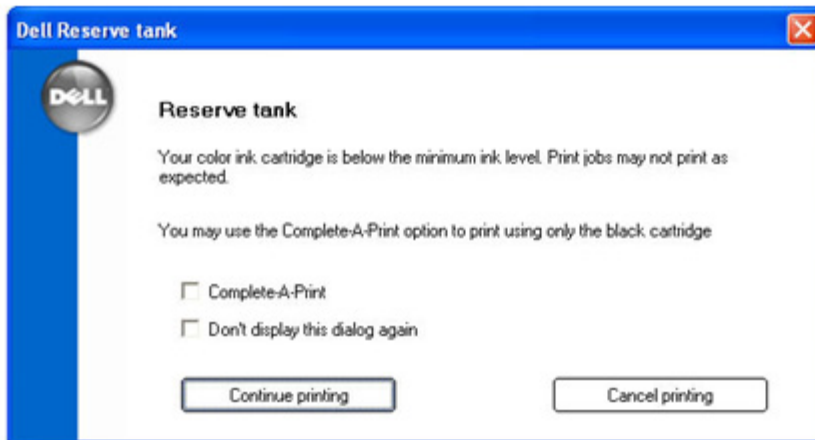 Dell Reserve tank
DELL
Reserve tank
Your color ink cartridge is below the minimum ink level. Print jobs may not print as
expected.
You may use the Complete-A-Print option to print using only the black cartridge
Complete-A-Print
Don't display this dialog again
Continue printing
Cancel printing